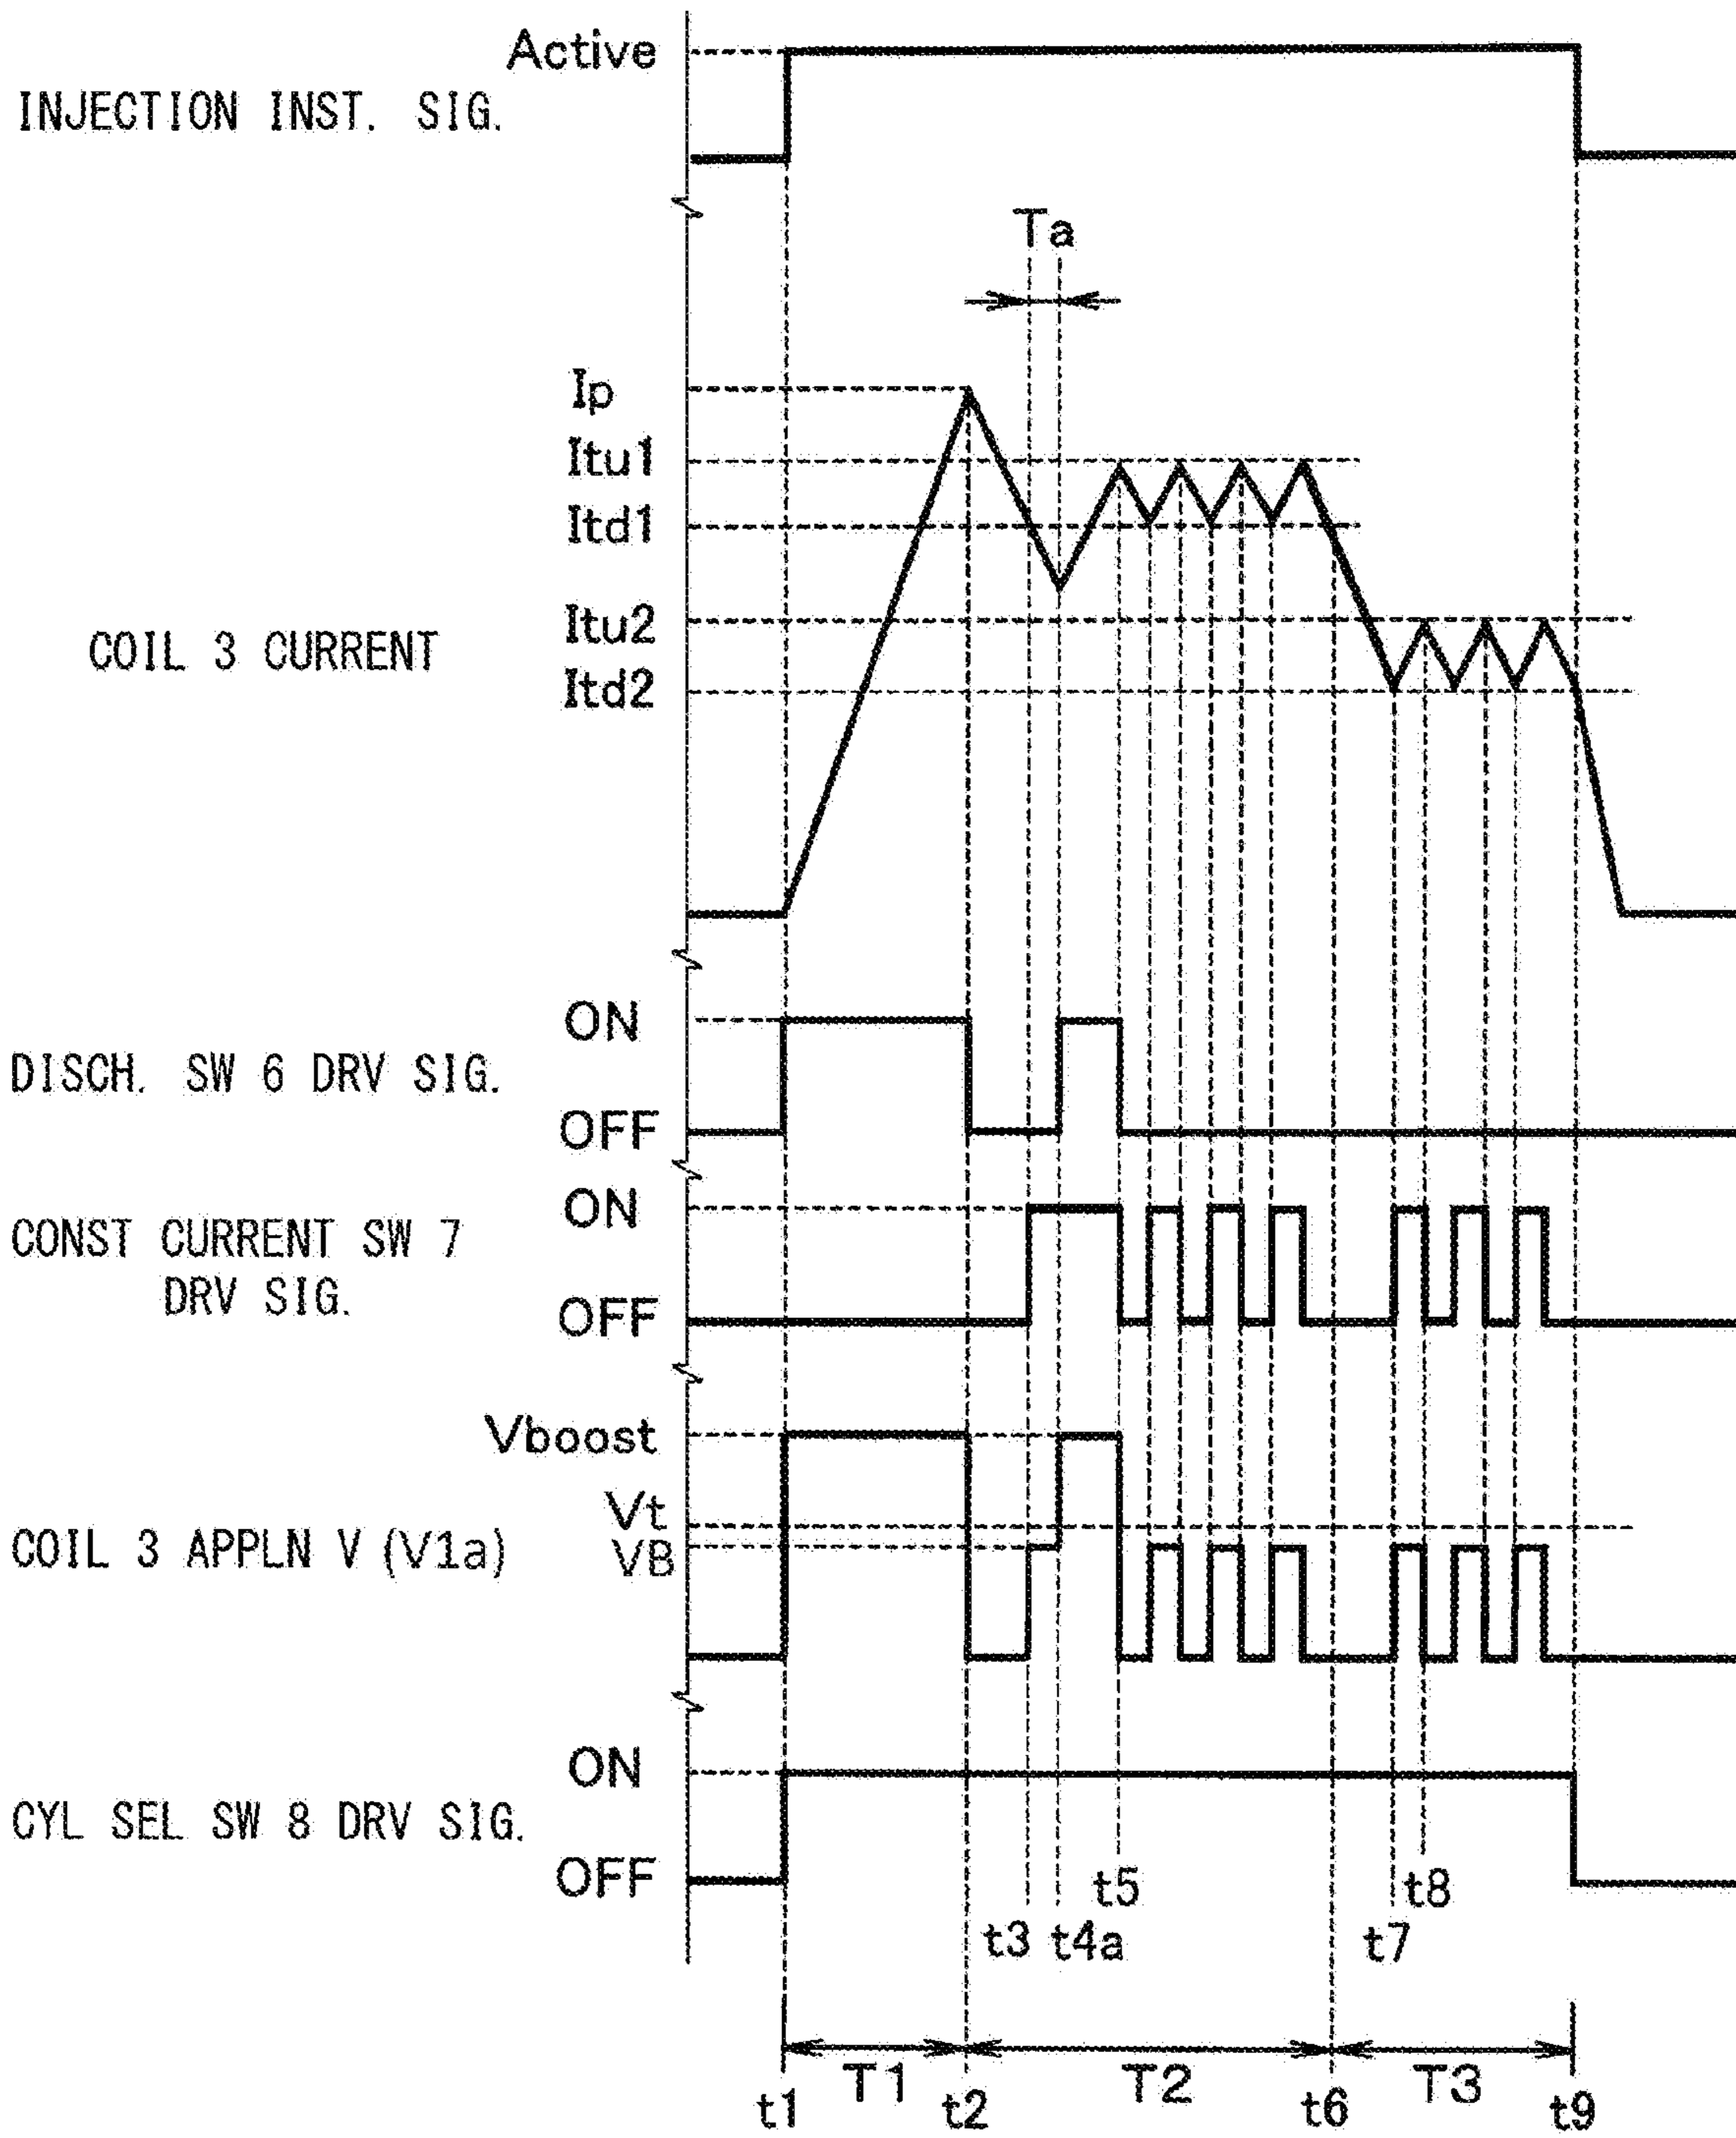 Active
INJECTION INST. SIG.
Ta
Ip
Itu1
Itd1
Itu2
COIL 3 CURRENT
Itd2
ON
DISCH. SW 6 DRV SIG.
OFF
ON
CONST CURRENT SW 7
DRV SIG.
OFF
Vboost
Vt
COIL 3 APPLN V (V1a)
VB
ON
CYL SEL SW 8 DRV SIG.
OFF
t5
t8
t3
t4a
t7
T1
T2
T3
t1
t2
t6
t9